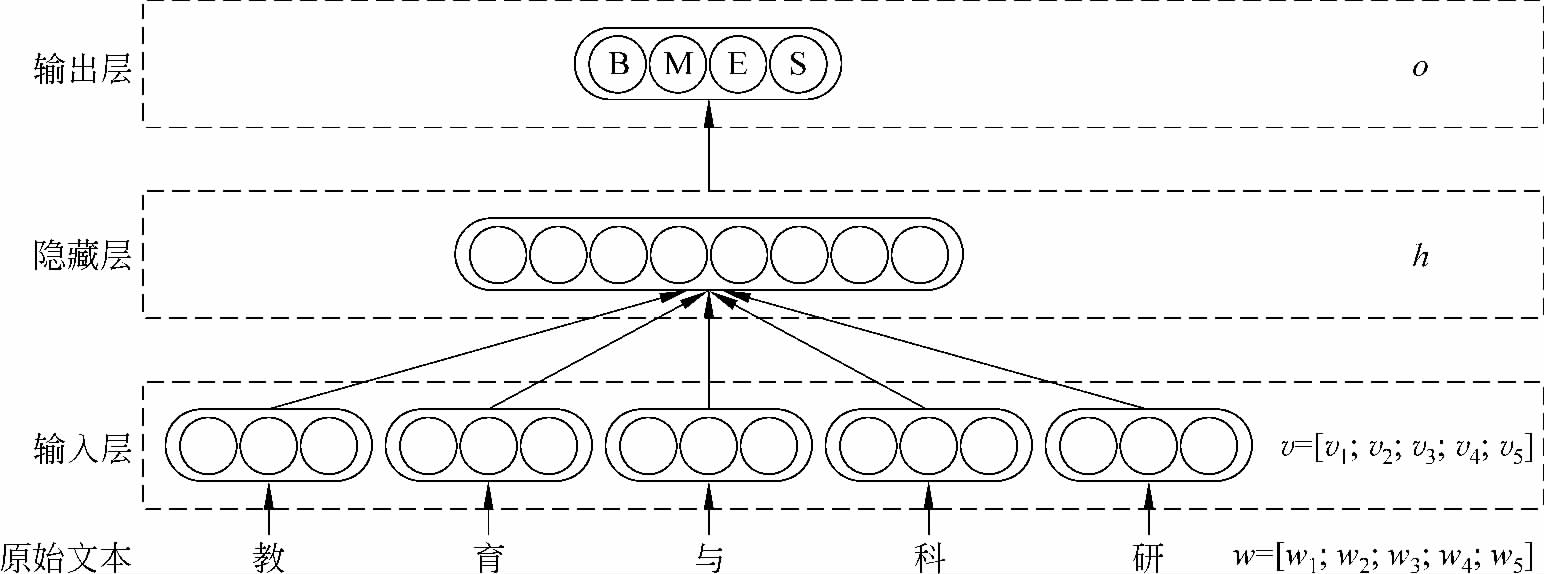 输出层 B M E S o
隐藏层 h
输入层 v=[v₁; v₂; v₃; v₄; v₅]
原始文本 教 育 与 科 研 w=[w₁; w₂; w₃; w₄; w₅]